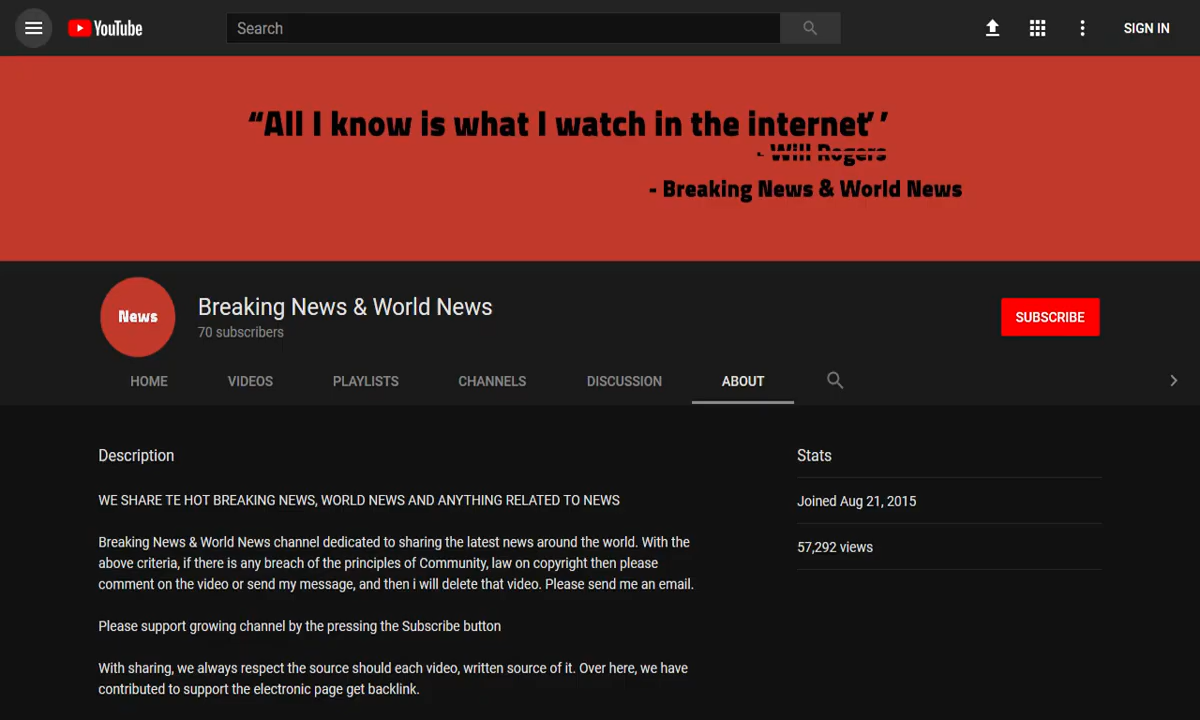 YouTube
Search
SIGN IN
“All I know is what I watch in the internet’’
- Will Rogers
- Breaking News & World News
News
Breaking News & World News
70 subscribers
SUBSCRIBE
HOME VIDEOS PLAYLISTS CHANNELS DISCUSSION ABOUT
Description
WE SHARE TE HOT BREAKING NEWS, WORLD NEWS AND ANYTHING RELATED TO NEWS
Breaking News & World News channel dedicated to sharing the latest news around the world. With the
above criteria, if there is any breach of the principles of Community, law on copyright then please
comment on the video or send my message, and then i will delete that video. Please send me an email.
Please support growing channel by the pressing the Subscribe button
With sharing, we always respect the source should each video, written source of it. Over here, we have
contributed to support the electronic page get backlink.
Stats
Joined Aug 21, 2015
57,292 views